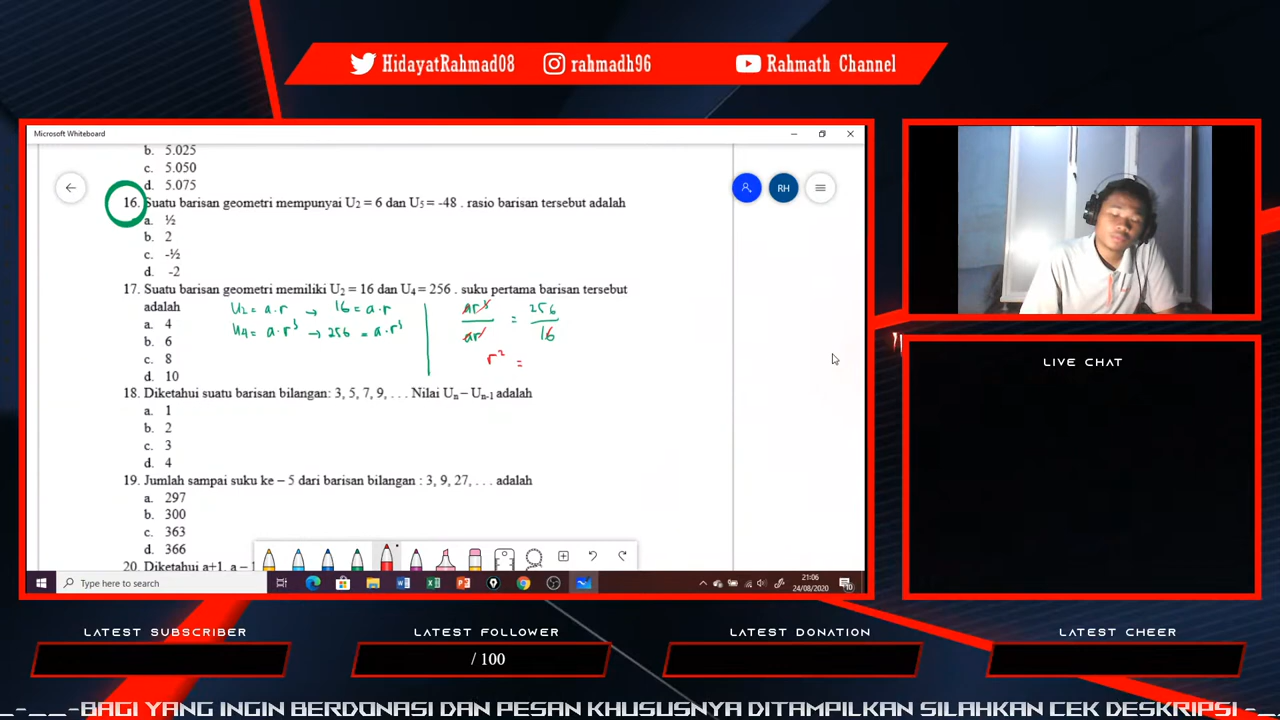 HidayatRahmad08 rahmadh96 Rahmath Channel
Microsoft Whiteboard
b. 5.025
c. 5.050
d. 5.075
RH
16. Suatu barisan geometri mempunyai U2 = 6 dan U5 = -48 . rasio barisan tersebut adalah
a. ½
b. 2
c. -½
d. -2
17. Suatu barisan geometri memiliki U2 = 16 dan U4 = 256 . suku pertama barisan tersebut
adalah
U2 = a.r → 16 = a.r
U4 = a.r³ → 256 = a.r³
ar³ / ar = 256 / 16
r² =
a. 4
b. 6
c. 8
d. 10
18. Diketahui suatu barisan bilangan: 3, 5, 7, 9, . . . Nilai Un – Un-1 adalah
a. 1
b. 2
c. 3
d. 4
19. Jumlah sampai suku ke – 5 dari barisan bilangan : 3, 9, 27, . . . adalah
a. 297
b. 300
c. 363
d. 366
20. Diketahui a+1, a – 1
Type here to search
21:06
24/08/2020
LIVE CHAT
LATEST SUBSCRIBER LATEST FOLLOWER LATEST DONATION LATEST CHEER
/ 100
_-__-BAGI YANG INGIN BERDONASI DAN PESAN KHUSUSNYA DITAMPILKAN SILAHKAN CEK DESKRIPSI -_